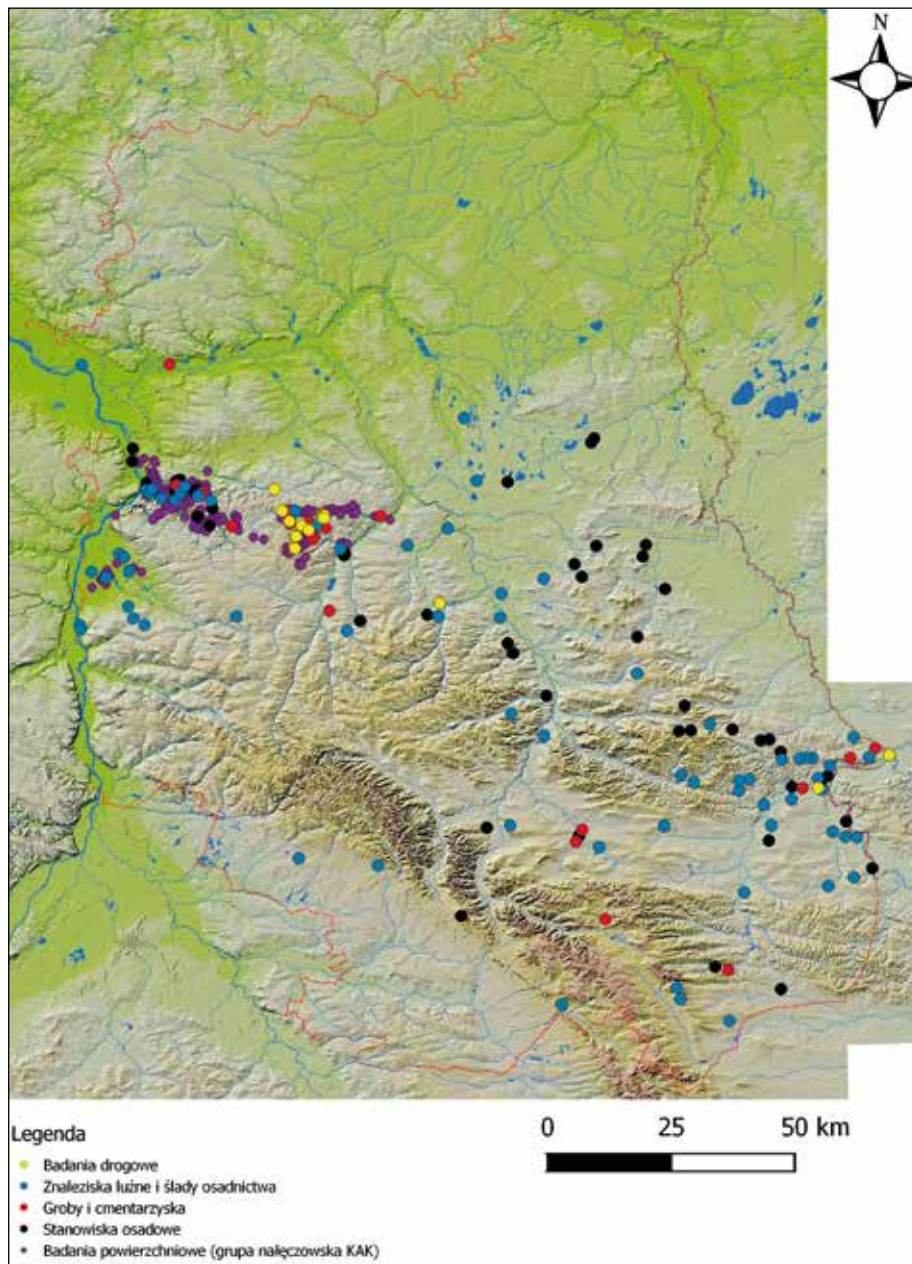 N
Legenda
Badania drogowe
Znaleziska luźne i ślady osadnictwa
Groby i cmentarzyska
Stanowiska osadowe
Badania powierzchniowe (grupa nałęczowska KAK)
0 25 50 km